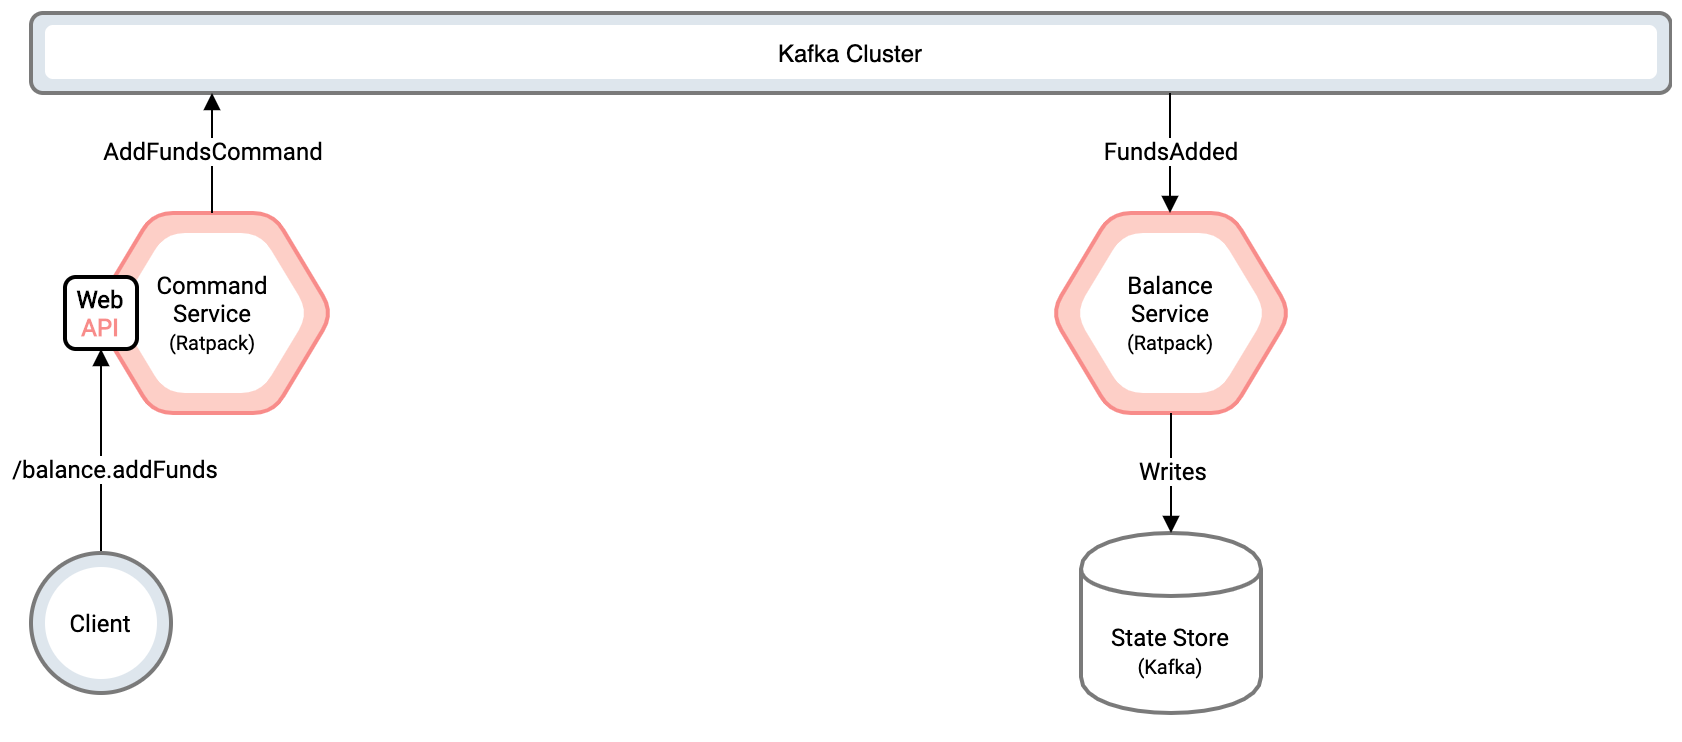 Kafka Cluster
AddFundsCommand
FundsAdded
Web
API
Command
Service
(Ratpack)
Balance
Service
(Ratpack)
/balance.addFunds
Writes
Client
State Store
(Kafka)